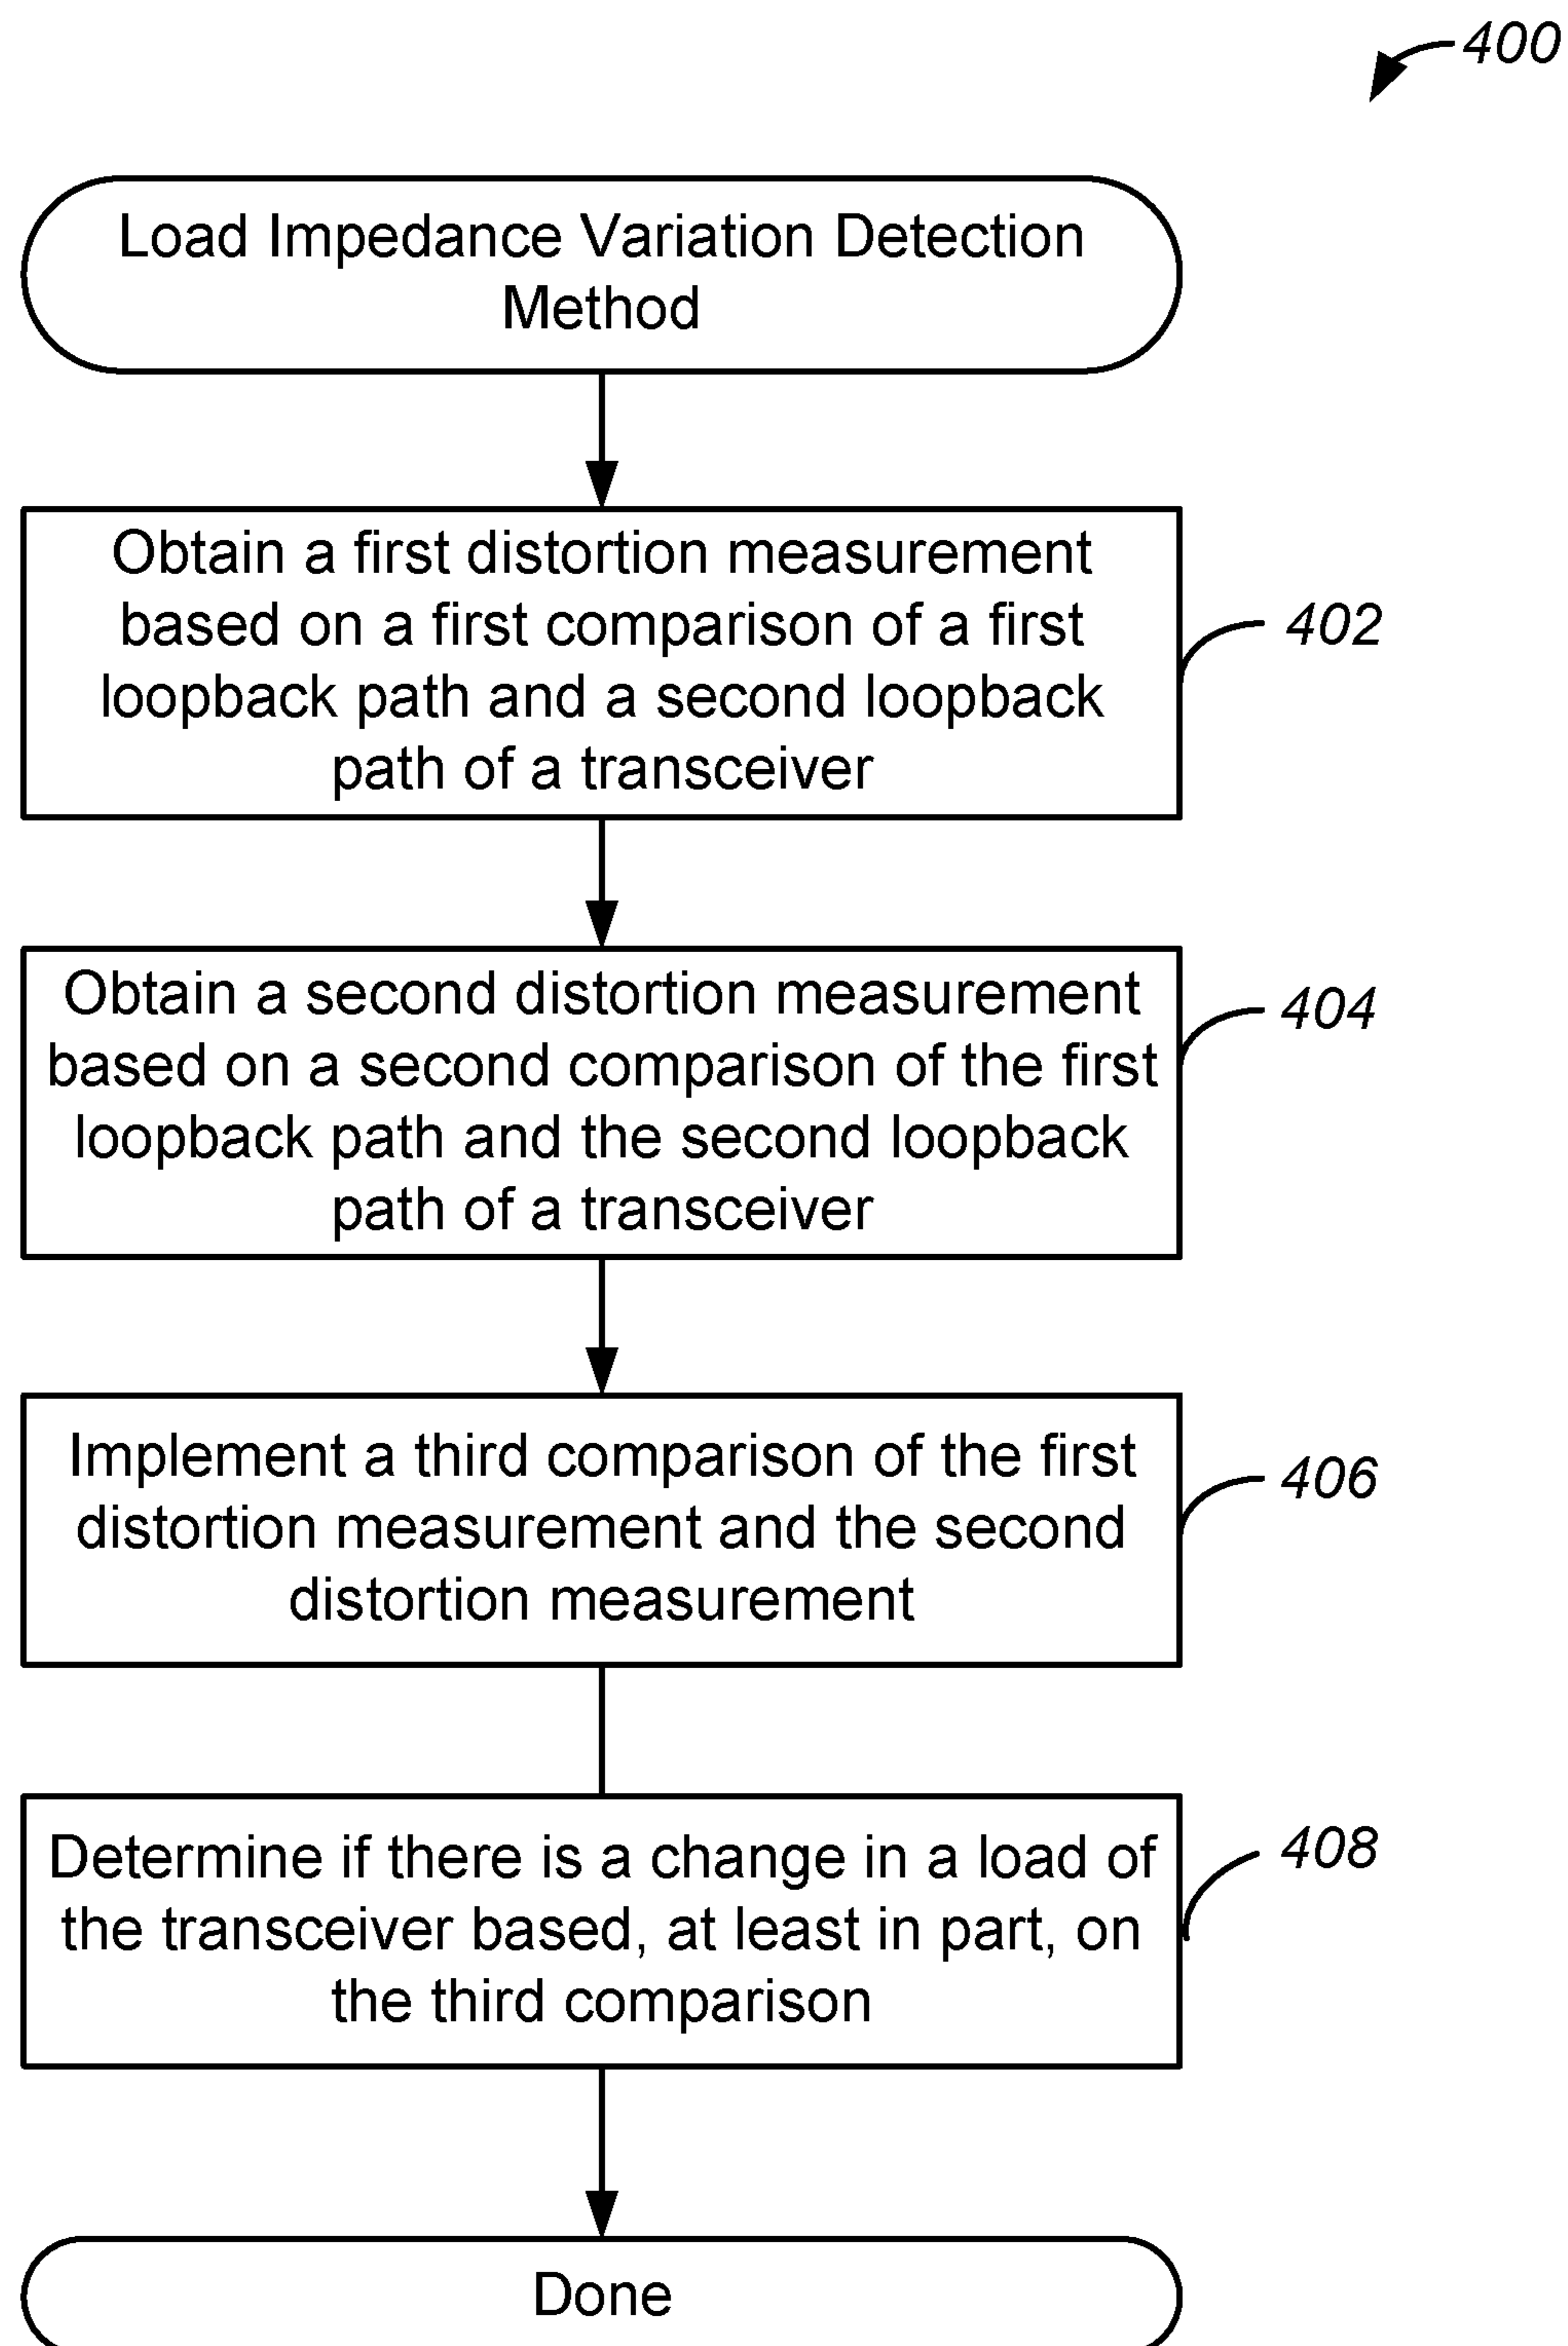 400
Load Impedance Variation Detection
Method
Obtain a first distortion measurement
based on a first comparison of a first
loopback path and a second loopback
path of a transceiver
402
Obtain a second distortion measurement
based on a second comparison of the first
loopback path and the second loopback
path of a transceiver
404
Implement a third comparison of the first
distortion measurement and the second
distortion measurement
406
Determine if there is a change in a load of
the transceiver based, at least in part, on
the third comparison
408
Done